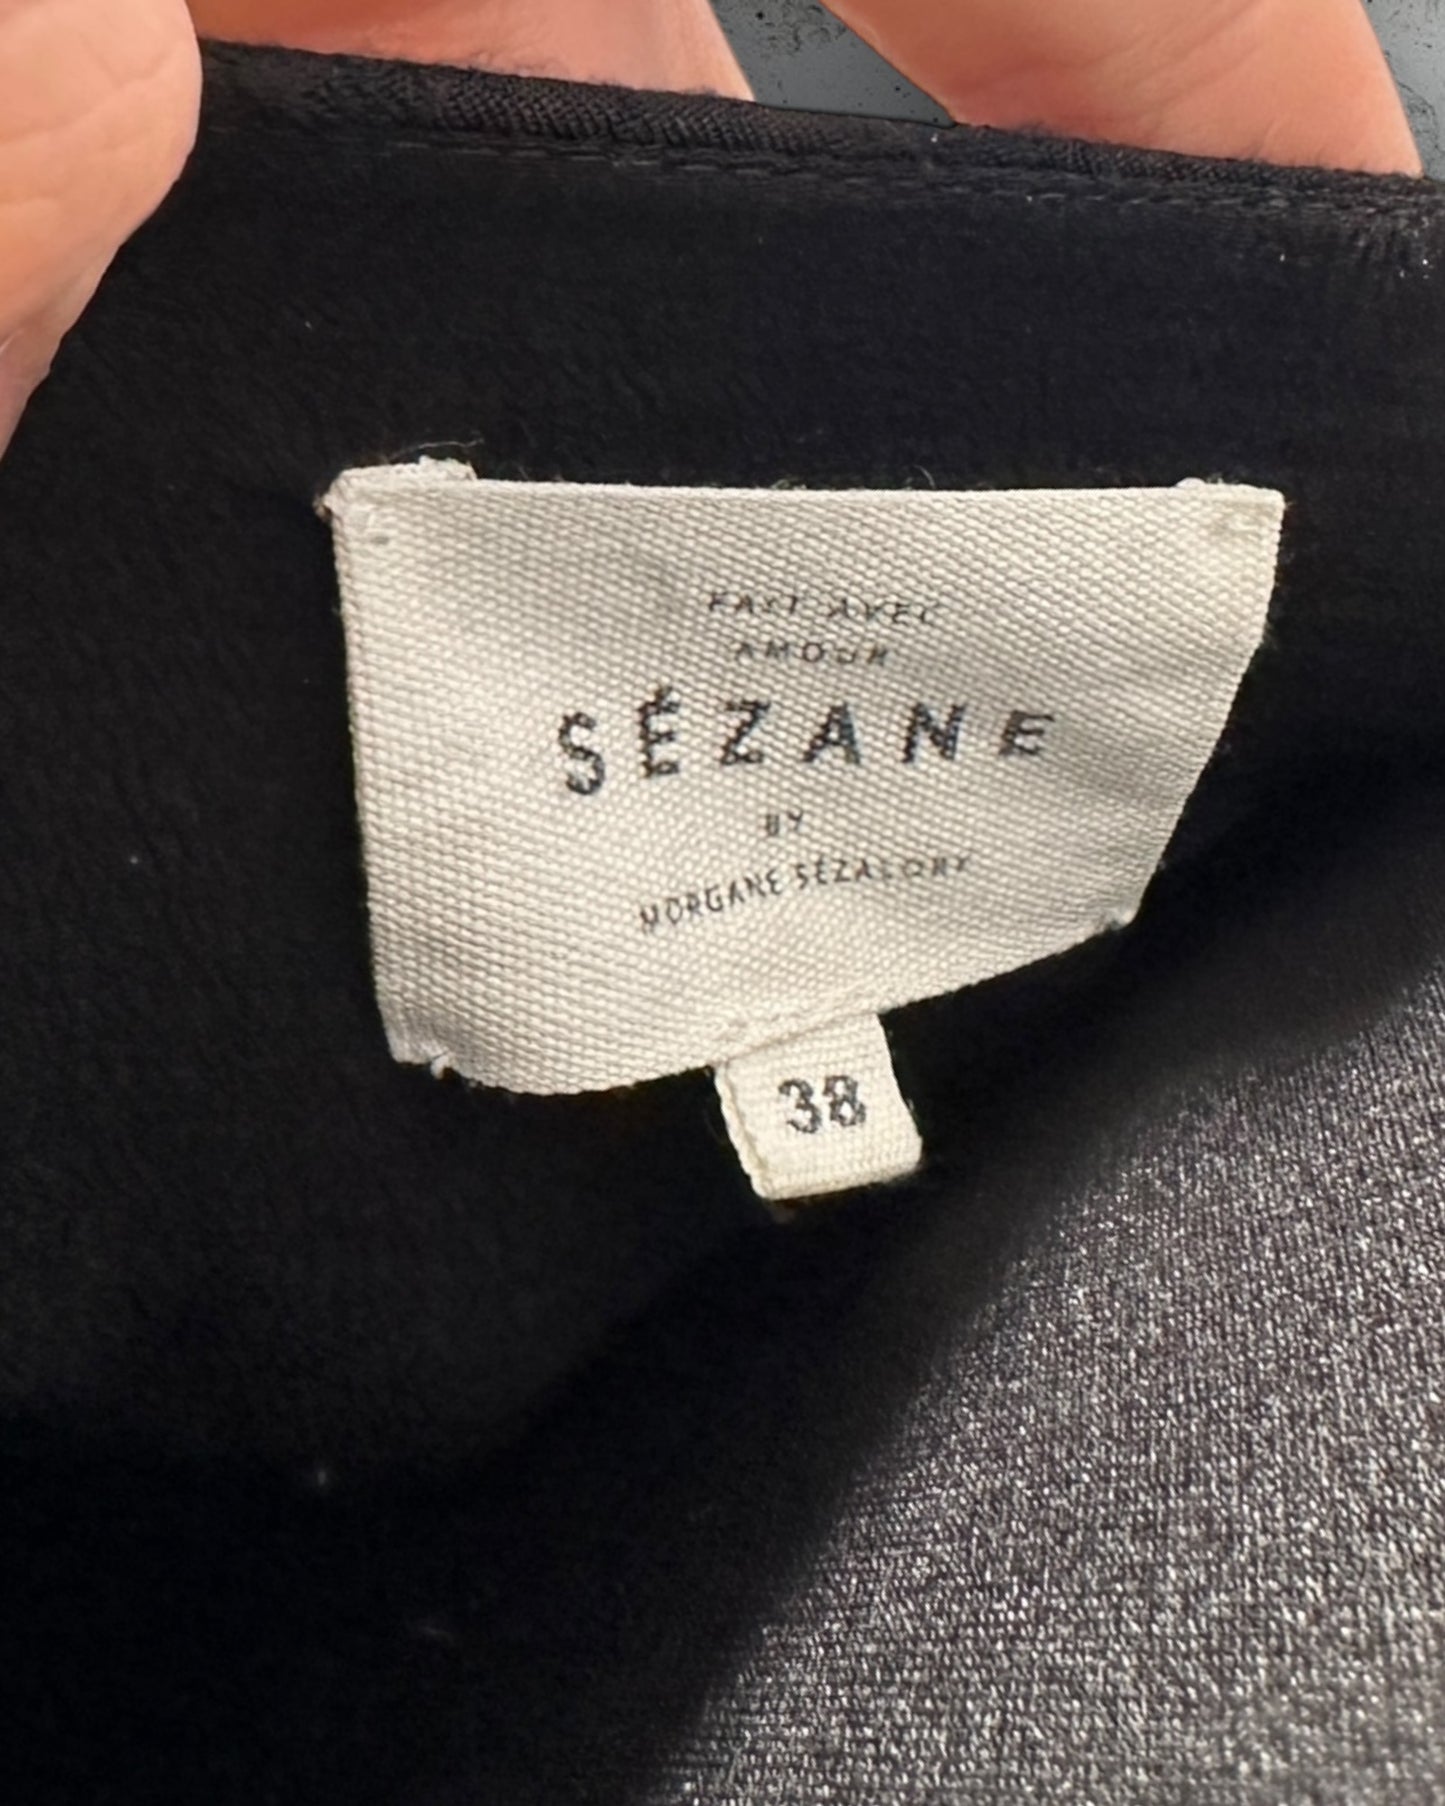 FAIT AVEC
AMOUR
SÉZANE
BY
MORGANE SÉZALORY
38